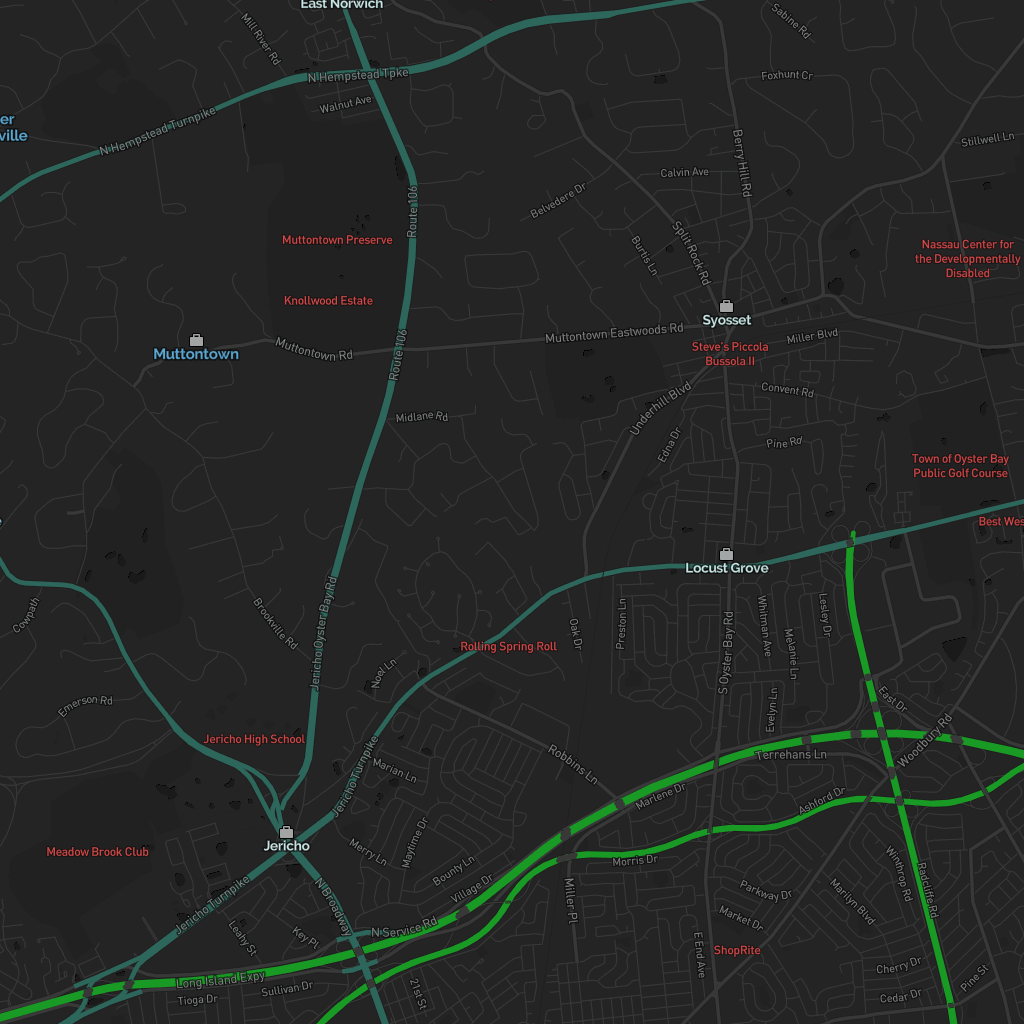 East Norwich
Mill River Rd
Sabine Rd
N Hempstead Tpke
Foxhunt Cr
Walnut Ave
er
ville
N Hempstead Turnpike
Stillwell Ln
Berry Hill Rd
Calvin Ave
Belvedere Dr
Route 106
Split Rock Rd
Muttontown Preserve
Burtis Ln
Nassau Center for
the Developmentally
Disabled
Knollwood Estate
Syosset
Muttontown Eastwoods Rd
Miller Blvd
Muttontown
Muttontown Rd
Route 106
Steve's Piccola
Bussola II
Convent Rd
Underhill Blvd
Midlane Rd
Edna Dr
Pine Rd
Town of Oyster Bay
Public Golf Course
Best Wes
Locust Grove
Cowpath
Brookville Rd
Jericho Oyster Bay Rd
Oak Dr
Preston Ln
Whitman Ave
Lesley Dr
Melanie Ln
S Oyster Bay Rd
Rolling Spring Roll
Noel Ln
Emerson Rd
Evelyn Ln
East Dr
Woodbury Rd
Jericho High School
Jericho Turnpike
Marian Ln
Robbins Ln
Terrehans Ln
Marlene Dr
Ashford Dr
Jericho
Meadow Brook Club
Merry Ln
Maytime Dr
Bounty Ln
Village Dr
Morris Dr
Miller Pl
Winthrop Rd
Radcliffe Rd
Parkway Dr
Marilyn Blvd
Market Dr
Jericho Turnpike
N Broadway
Leahy St
Key Pl
N Service Rd
E End Ave
ShopRite
Cherry Dr
Pine St
Long Island Expy
Sullivan Dr
Tioga Dr
21st St
Cedar Dr